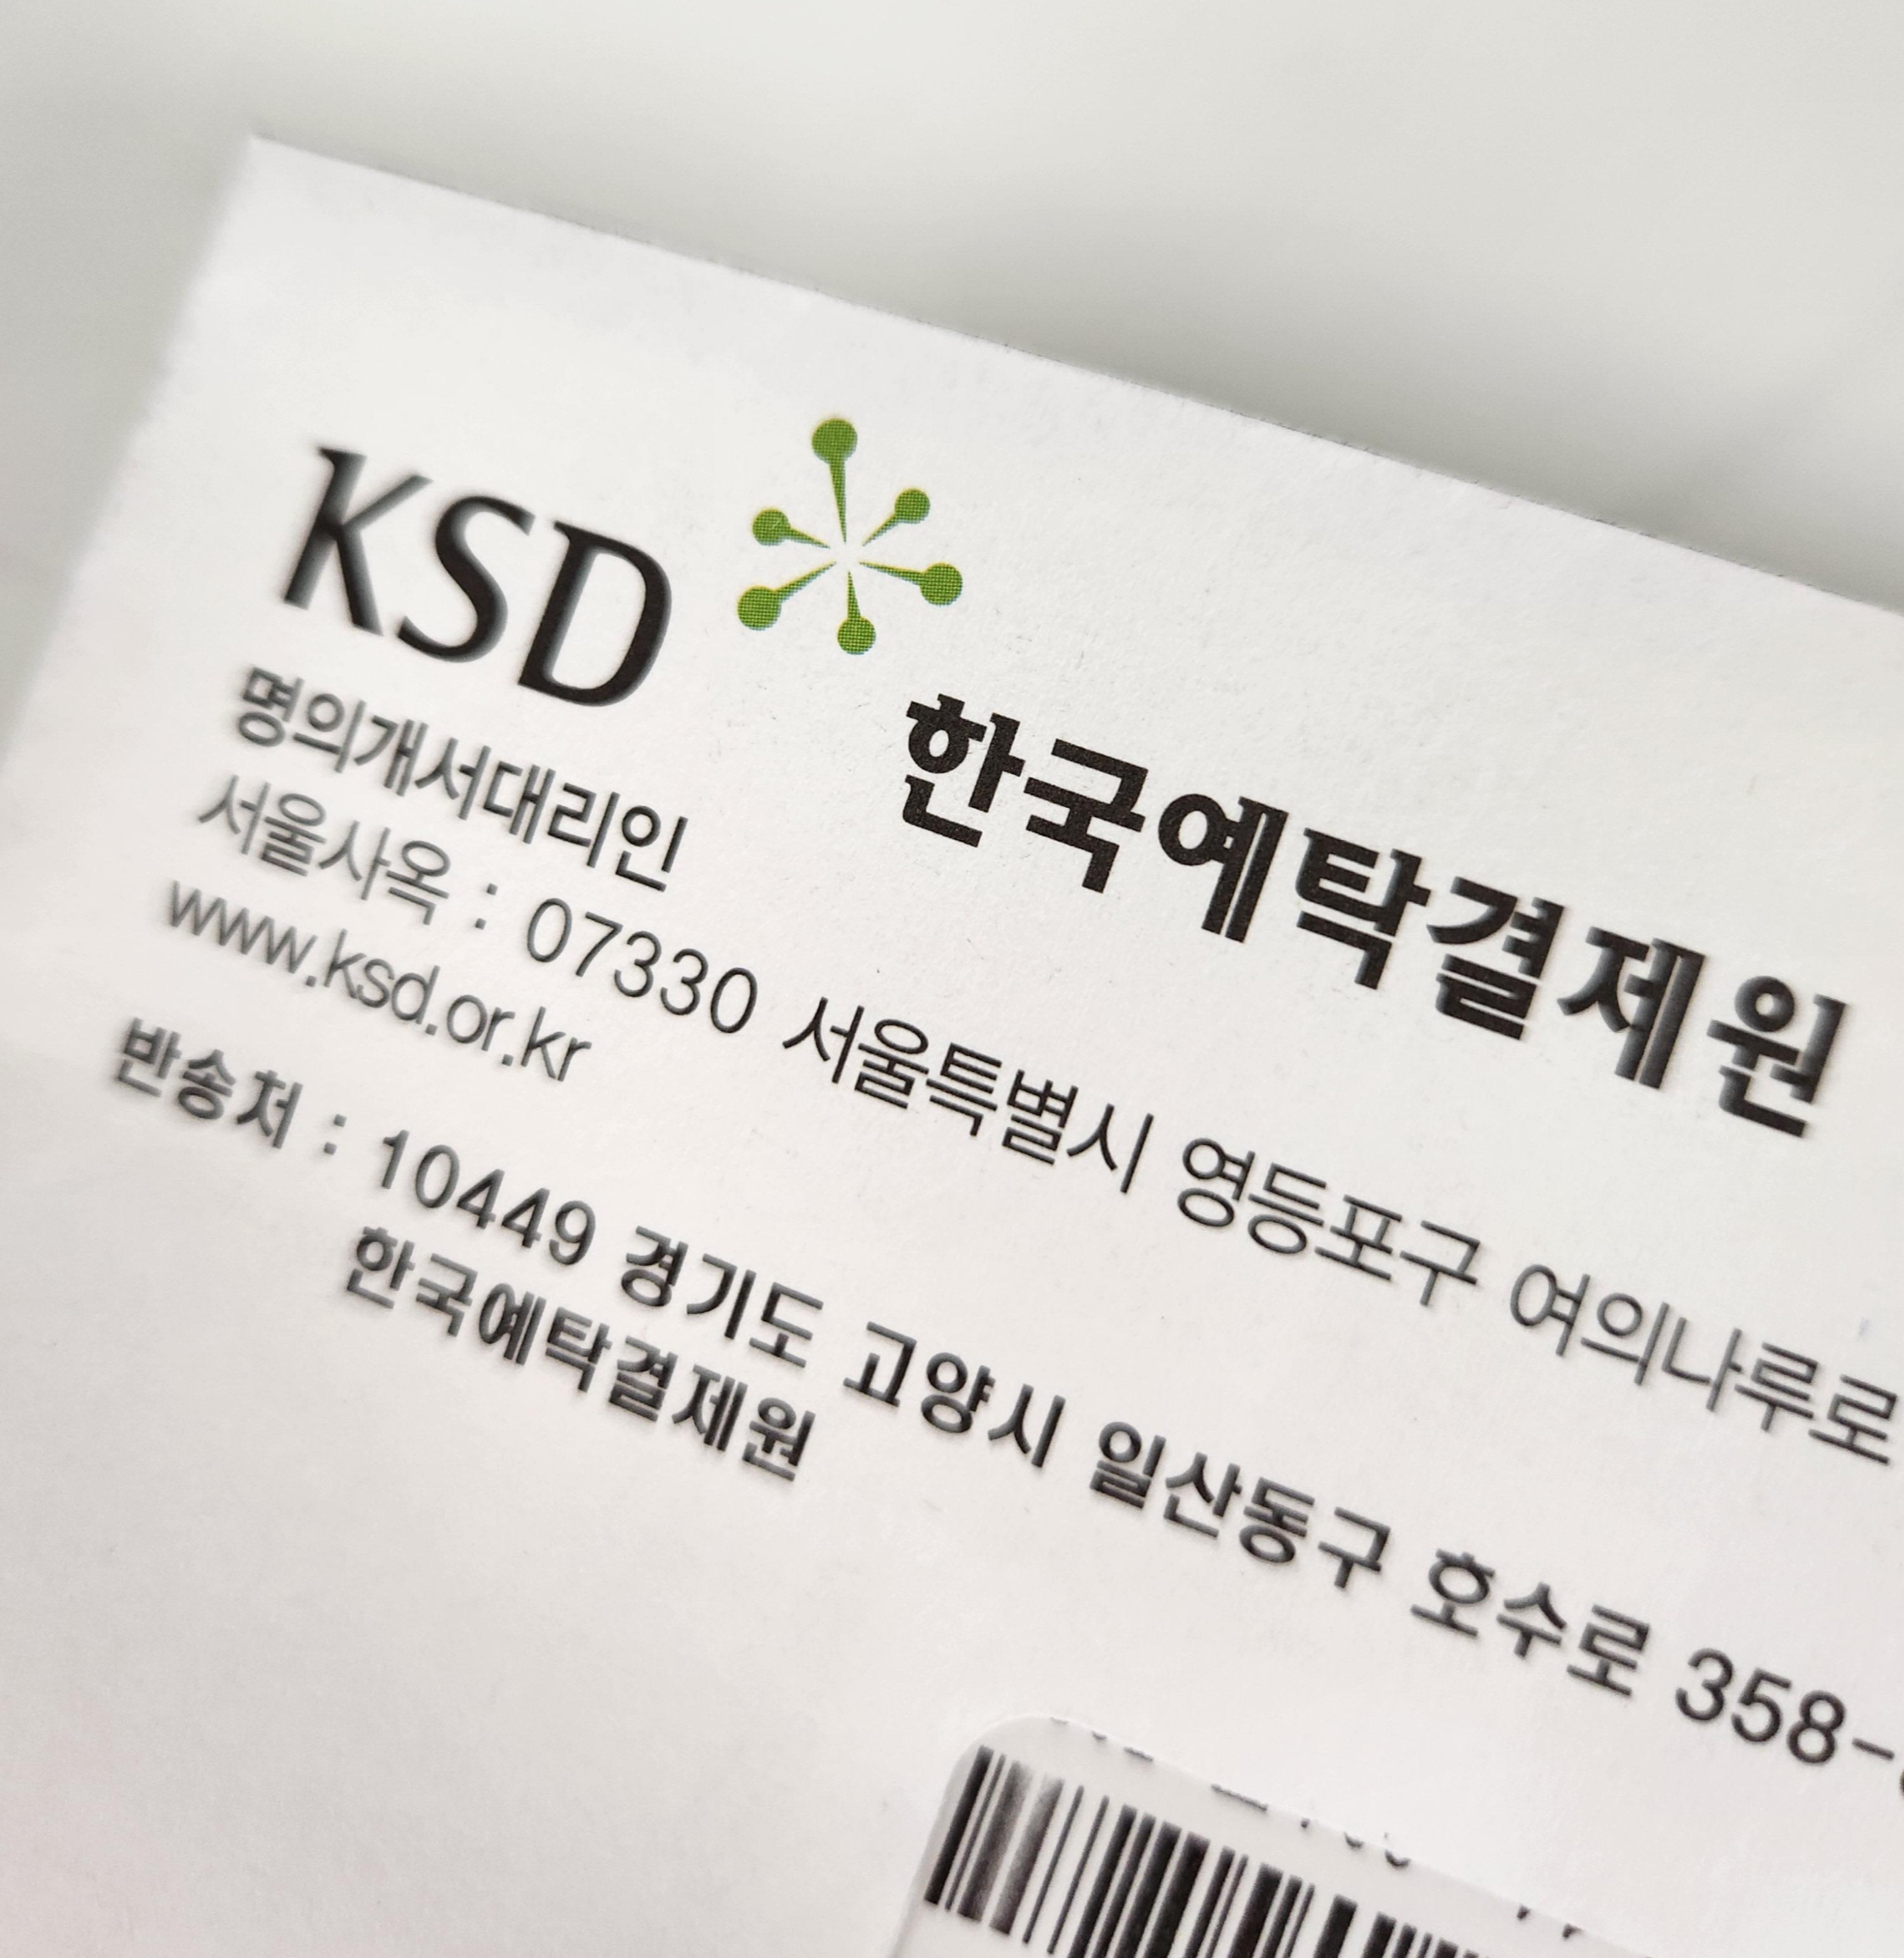 KSD 한국예탁결제원
명의개서대리인
서울사옥 : 07330 서울특별시 영등포구 여의나루로
www.ksd.or.kr
반송처 : 10449 경기도 고양시 일산동구 호수로 358-
한국예탁결제원